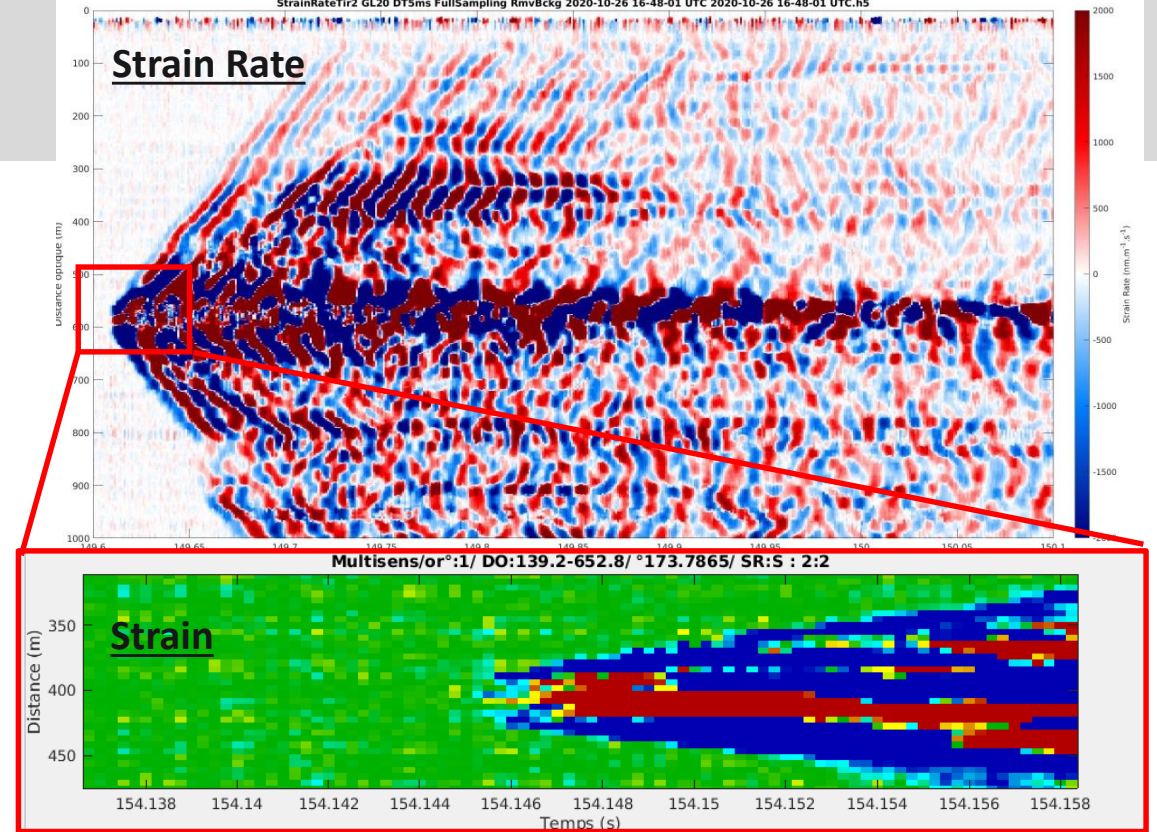 StrainRateTir2 GL20 DT5ms FullSampling RmvBckg 2020-10-26 16-48-01 UTC 2020-10-26 16-48-01 UTC.h5
Strain Rate
0
100
200
300
400
500
600
700
800
900
1000
Distance optique (m)
149.6 149.65 149.7 149.75 149.8 149.85 149.9 149.95 150 150.05 150.1
2000
1500
1000
500
0
-500
-1000
-1500
Strain Rate (nm.m⁻¹.s⁻¹)
Multisens/or°:1/ DO:139.2-652.8/ °173.7865/ SR:S : 2:2
Strain
350
400
450
Distance (m)
154.138 154.14 154.142 154.144 154.146 154.148 154.15 154.152 154.154 154.156 154.158
Temps (s)